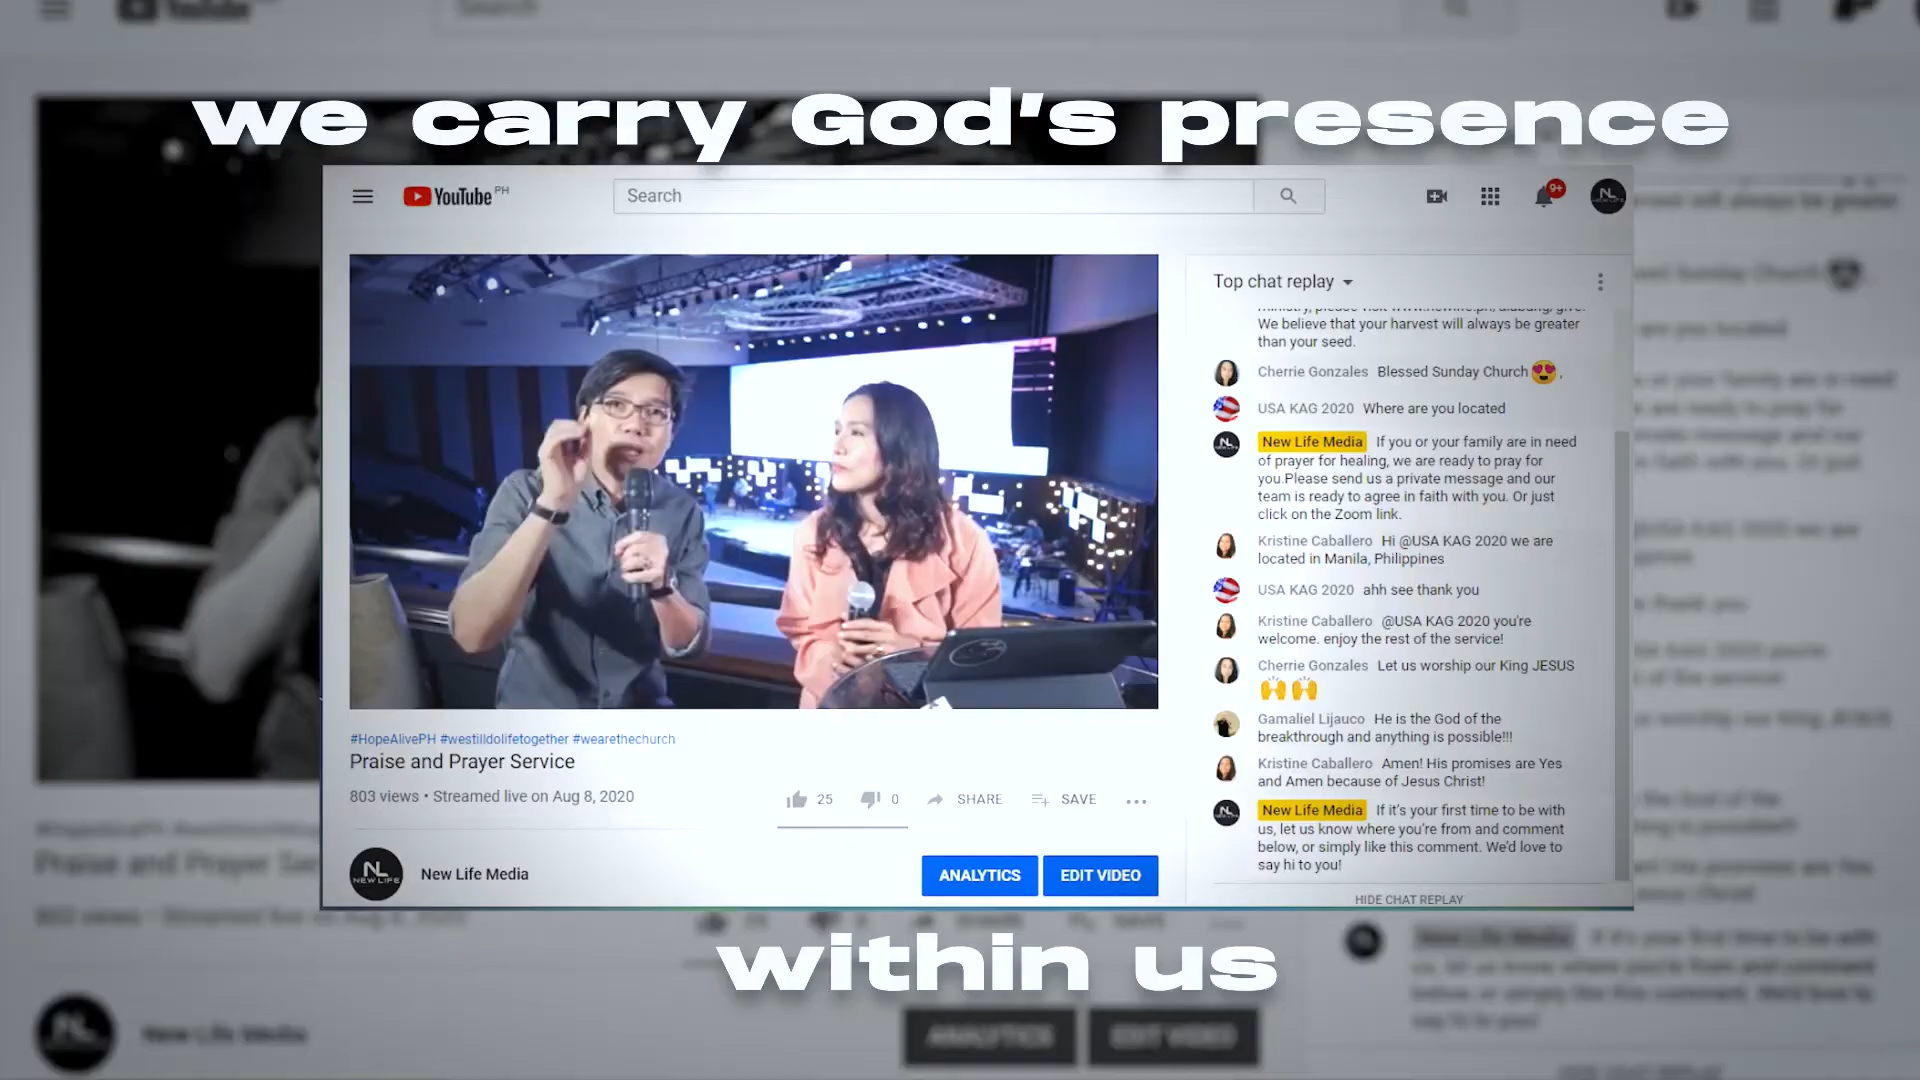 we carry God's presence
YouTube PH
Search
9+
Top chat replay
We believe that your harvest will always be greater
than your seed.
Cherrie Gonzales Blessed Sunday Church 😍 .
USA KAG 2020 Where are you located
New Life Media If you or your family are in need
of prayer for healing, we are ready to pray for
you.Please send us a private message and our
team is ready to agree in faith with you. Or just
click on the Zoom link.
Kristine Caballero Hi @USA KAG 2020 we are
located in Manila, Philippines
USA KAG 2020 ahh see thank you
Kristine Caballero @USA KAG 2020 you're
welcome. enjoy the rest of the service!
Cherrie Gonzales Let us worship our King JESUS
🙌 🙌
Gamaliel Lijauco He is the God of the
breakthrough and anything is possible!!!
Kristine Caballero Amen! His promises are Yes
and Amen because of Jesus Christ!
New Life Media If it's your first time to be with
us, let us know where you're from and comment
below, or simply like this comment. We'd love to
say hi to you!
HIDE CHAT REPLAY
#HopeAlivePH #westilldolifetogether #wearethechurch
Praise and Prayer Service
803 views • Streamed live on Aug 8, 2020
25 0 SHARE SAVE
NL
NEW LIFE
New Life Media
ANALYTICS EDIT VIDEO
within us